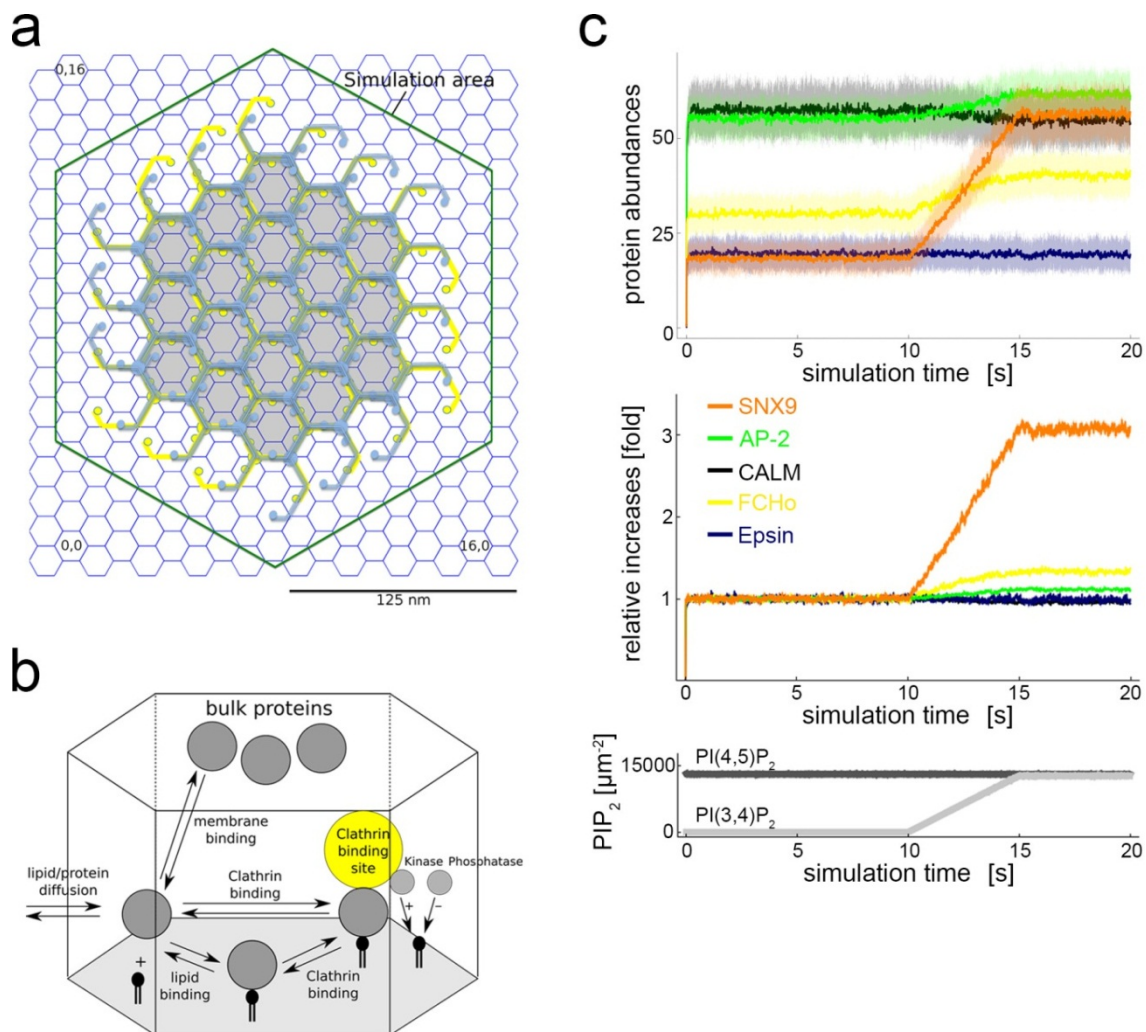 a
0,16
Simulation area
0,0
16,0
125 nm
b
bulk proteins
membrane
binding
Clathrin
binding
site
Kinase Phosphatase
lipid/protein
diffusion
Clathrin
binding
+ −
+
lipid
binding
Clathrin
binding
c
protein abundances
50
25
0
0 5 10 15 20
simulation time [s]
relative increases [fold]
3
2
1
SNX9
AP-2
CALM
FCHo
Epsin
0 5 10 15 20
simulation time [s]
PIP2 [µm-2]
15000
0
PI(4,5)P2
PI(3,4)P2
0 5 10 15 20
simulation time [s]